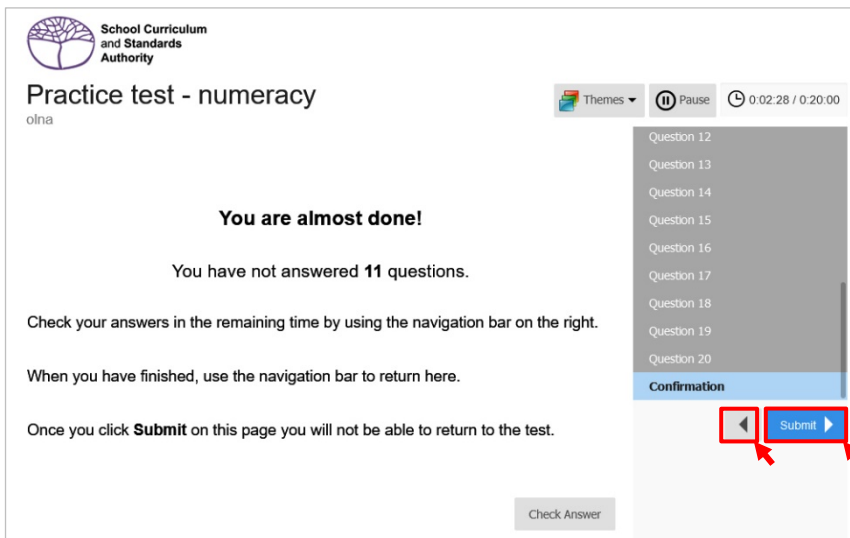 School Curriculum
and Standards
Authority
Practice test - numeracy
olna
Themes
Pause
0:02:28 / 0:20:00
Question 12
Question 13
Question 14
Question 15
Question 16
Question 17
Question 18
Question 19
Question 20
Confirmation
You are almost done!
You have not answered 11 questions.
Check your answers in the remaining time by using the navigation bar on the right.
When you have finished, use the navigation bar to return here.
Once you click Submit on this page you will not be able to return to the test.
Submit
Check Answer